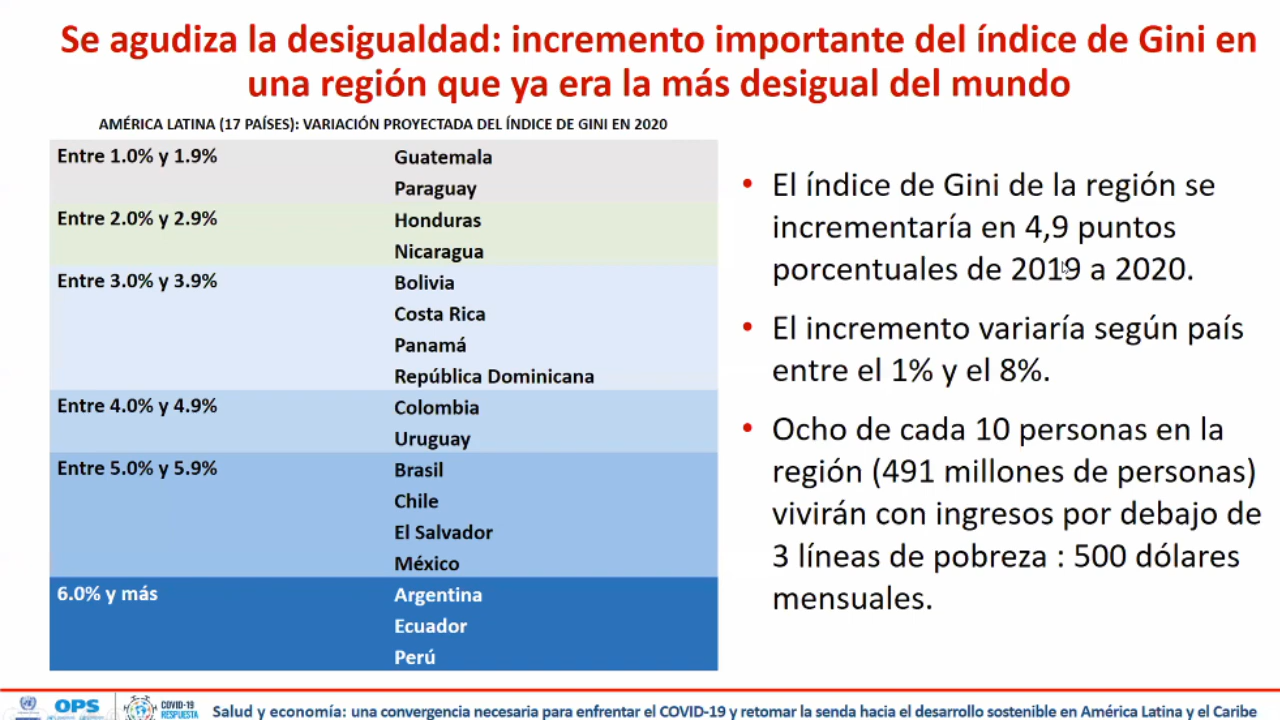 Se agudiza la desigualdad: incremento importante del índice de Gini en
una región que ya era la más desigual del mundo
AMÉRICA LATINA (17 PAÍSES): VARIACIÓN PROYECTADA DEL ÍNDICE DE GINI EN 2020
Entre 1.0% y 1.9% Guatemala
Paraguay
Entre 2.0% y 2.9% Honduras
Nicaragua
Entre 3.0% y 3.9% Bolivia
Costa Rica
Panamá
República Dominicana
Entre 4.0% y 4.9% Colombia
Uruguay
Entre 5.0% y 5.9% Brasil
Chile
El Salvador
México
6.0% y más Argentina
Ecuador
Perú
• El índice de Gini de la región se
incrementaría en 4,9 puntos
porcentuales de 2019 a 2020.
• El incremento variaría según país
entre el 1% y el 8%.
• Ocho de cada 10 personas en la
región (491 millones de personas)
vivirán con ingresos por debajo de
3 líneas de pobreza : 500 dólares
mensuales.
OPS
COVID-19
RESPUESTA
Salud y economía: una convergencia necesaria para enfrentar el COVID-19 y retomar la senda hacia el desarrollo sostenible en América Latina y el Caribe